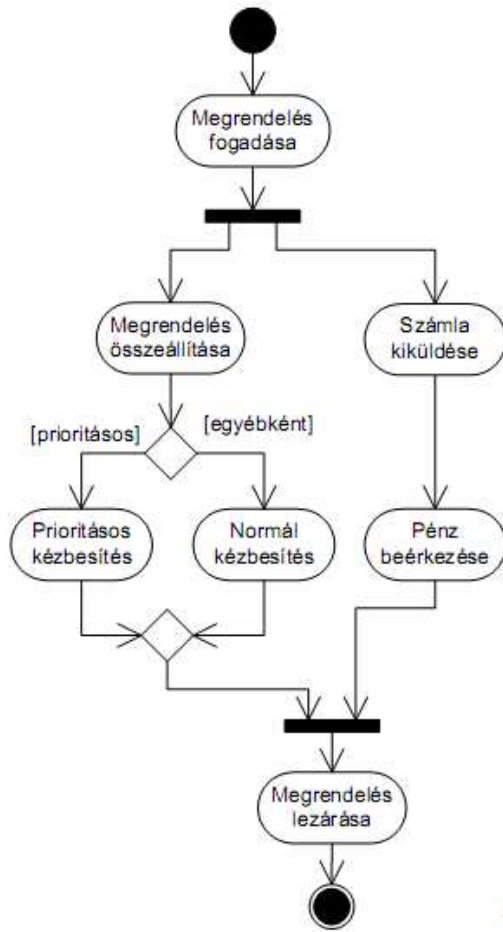 Megrendelés
fogadása
Megrendelés
összeállítása
Számla
kiküldése
[prioritásos]
[egyébként]
Prioritásos
kézbesítés
Normál
kézbesítés
Pénz
beérkezése
Megrendelés
lezárása